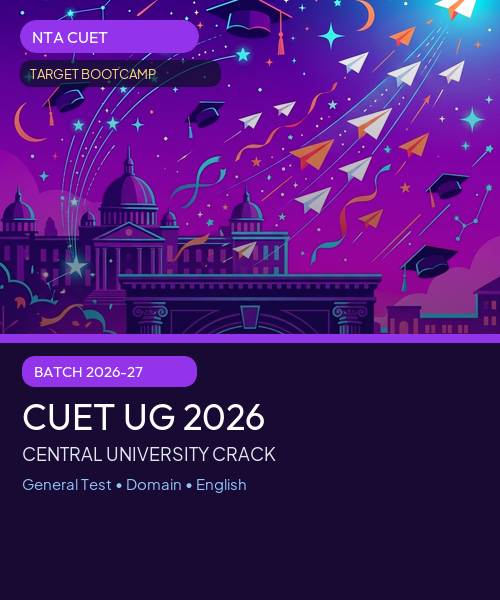 NTA CUET
TARGET BOOTCAMP
BATCH 2026-27
CUET UG 2026
CENTRAL UNIVERSITY CRACK
General Test • Domain • English